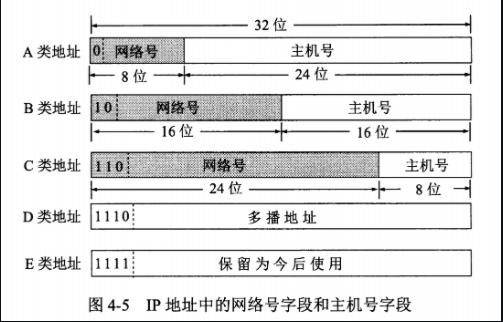 32 位
A 类地址 0 网络号 主机号
8 位 24 位
B 类地址 10 网络号 主机号
16 位 16 位
C 类地址 110 网络号 主机号
24 位 8 位
D 类地址 1110 多播地址
E 类地址 1111 保留为今后使用
图 4-5 IP 地址中的网络号字段和主机号字段